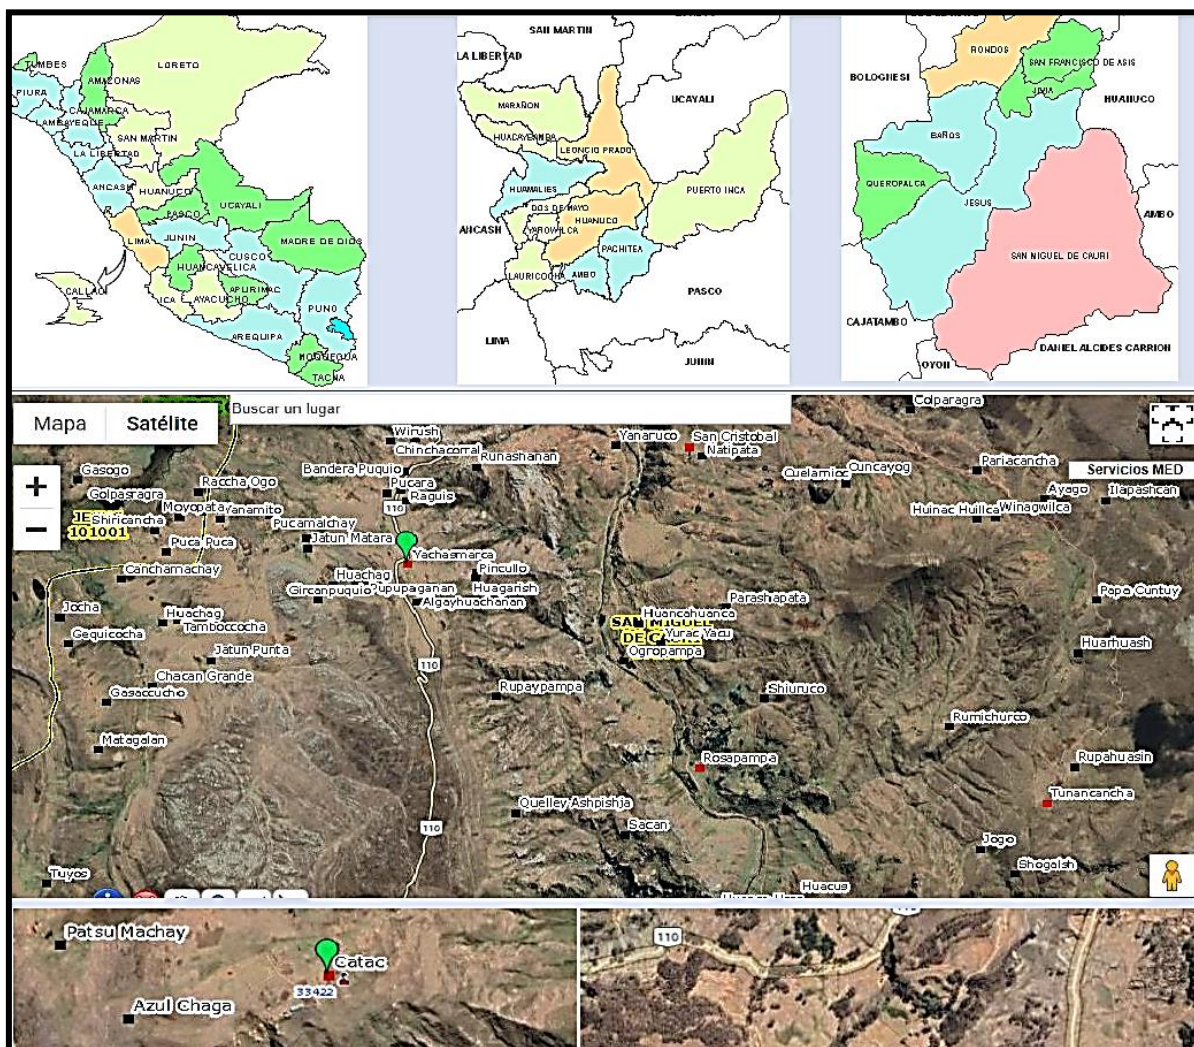 TUMBES
LORETO
PIURA
AMAZONAS
CAJAMARCA
AMBAYEQUE
SAN MARTIN
LA LIBERTAD
ANCASH
HUANUCO
UCAYALI
PASCO
LIMA
JUNIN
MADRE DE DIOS
CUSCO
HUANCAVELICA
CALLAO
APURIMAC
ICA
AYACUCHO
PUNO
AREQUIPA
MOQUEGUA
TACNA
SAN MARTIN
LA LIBERTAD
UCAYALI
MARAÑON
LEONCIO PRADO
HUAMALIES
PUERTO INCA
DOS DE MAYO
HUANUCO
ANCASH
YAROWILCA
PACHITEA
LAURICOCHA
AMBO
PASCO
LIMA
JUNIN
RONDOS
SAN FRANCISCO DE ASIS
BOLOGNESI
JIVIA
HUANUCO
BAÑOS
QUEROPALCA
JESUS
AMBO
SAN MIGUEL DE CAURI
CAJATAMBO
DANIEL ALCIDES CARRION
OYON
Mapa
Satélite
Buscar un lugar
Colparagra
Wirush
Yanaruco
San Cristobal
Chinchacorral
Natipata
Gasogo
Bandera Puquio
Runashanan
Cuncayog
Pariacancha
Servicios MED
+
Raccha Ogo
Pucara
Ayago
Ilapashcan
Golpasragra
Raguis
Moyopata
Yanamito
110
Huinac Huillca
Winagwilca
−
101001
Shiricancha
Pucamalchay
Puca Puca
Jatun Matara
Yachasmarca
Canchamachay
Huachag
Pincullo
Gircanpuquio
Pupupaganan
Huagarish
Jocha
Algayhuachanan
Parashapata
Papa Cuntuy
Huachag
Huancahuanca
Tamboccocha
SAN MIGUEL
Gequicocha
Yurac Yacu
Jatun Punta
Ogropampa
Huarhuash
110
Chacan Grande
Gasaccucho
Rupaypampa
Shiuruco
Rumichurco
Matagalan
Rosapampa
Rupahuasin
Tunancancha
Quelley Ashpishja
110
Sacan
Jogo
Tuyos
Shogalsh
Huacus
Patsu Machay
110
Catac
33422
Azul Chaga